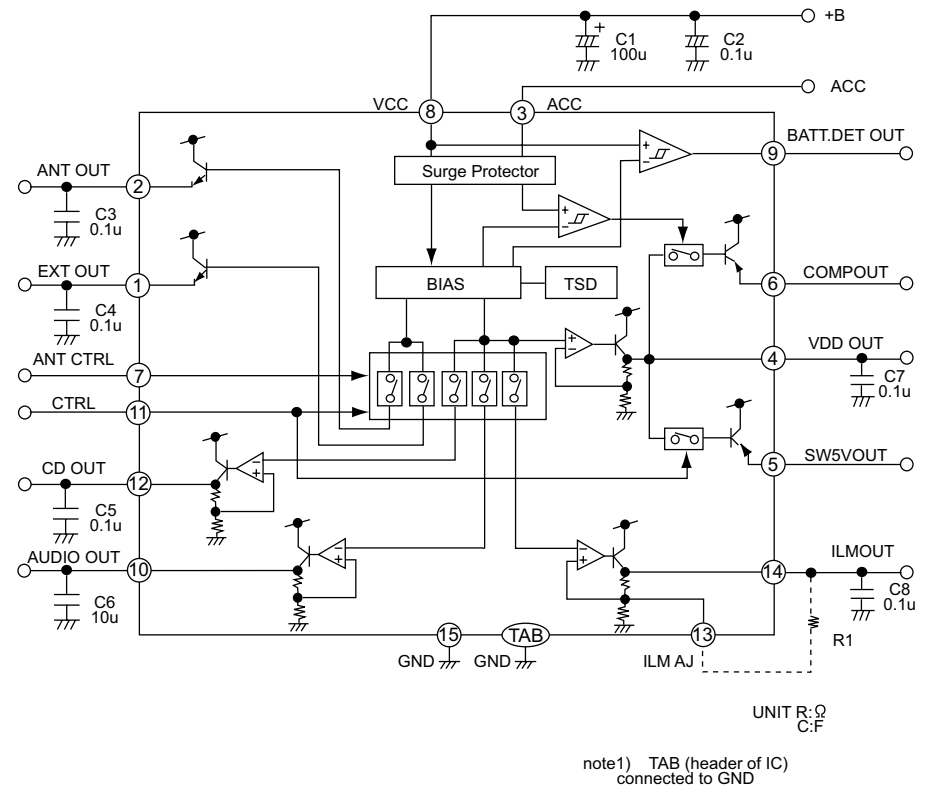 +B
+
C1
100u
C2
0.1u
ACC
VCC
8
3
ACC
BATT.DET OUT
9
+
−
ANT OUT
2
Surge Protector
C3
0.1u
+
−
EXT OUT
1
BIAS
TSD
6
COMPOUT
C4
0.1u
ANT CTRL
7
+
−
4
VDD OUT
C7
0.1u
CTRL
11
CD OUT
12
−
+
5
SW5VOUT
C5
0.1u
AUDIO OUT
10
−
+
−
+
14
ILMOUT
C6
10u
C8
0.1u
R1
15
TAB
13
GND
GND
ILM AJ
UNIT R:Ω
C:F
note1) TAB (header of IC)
connected to GND